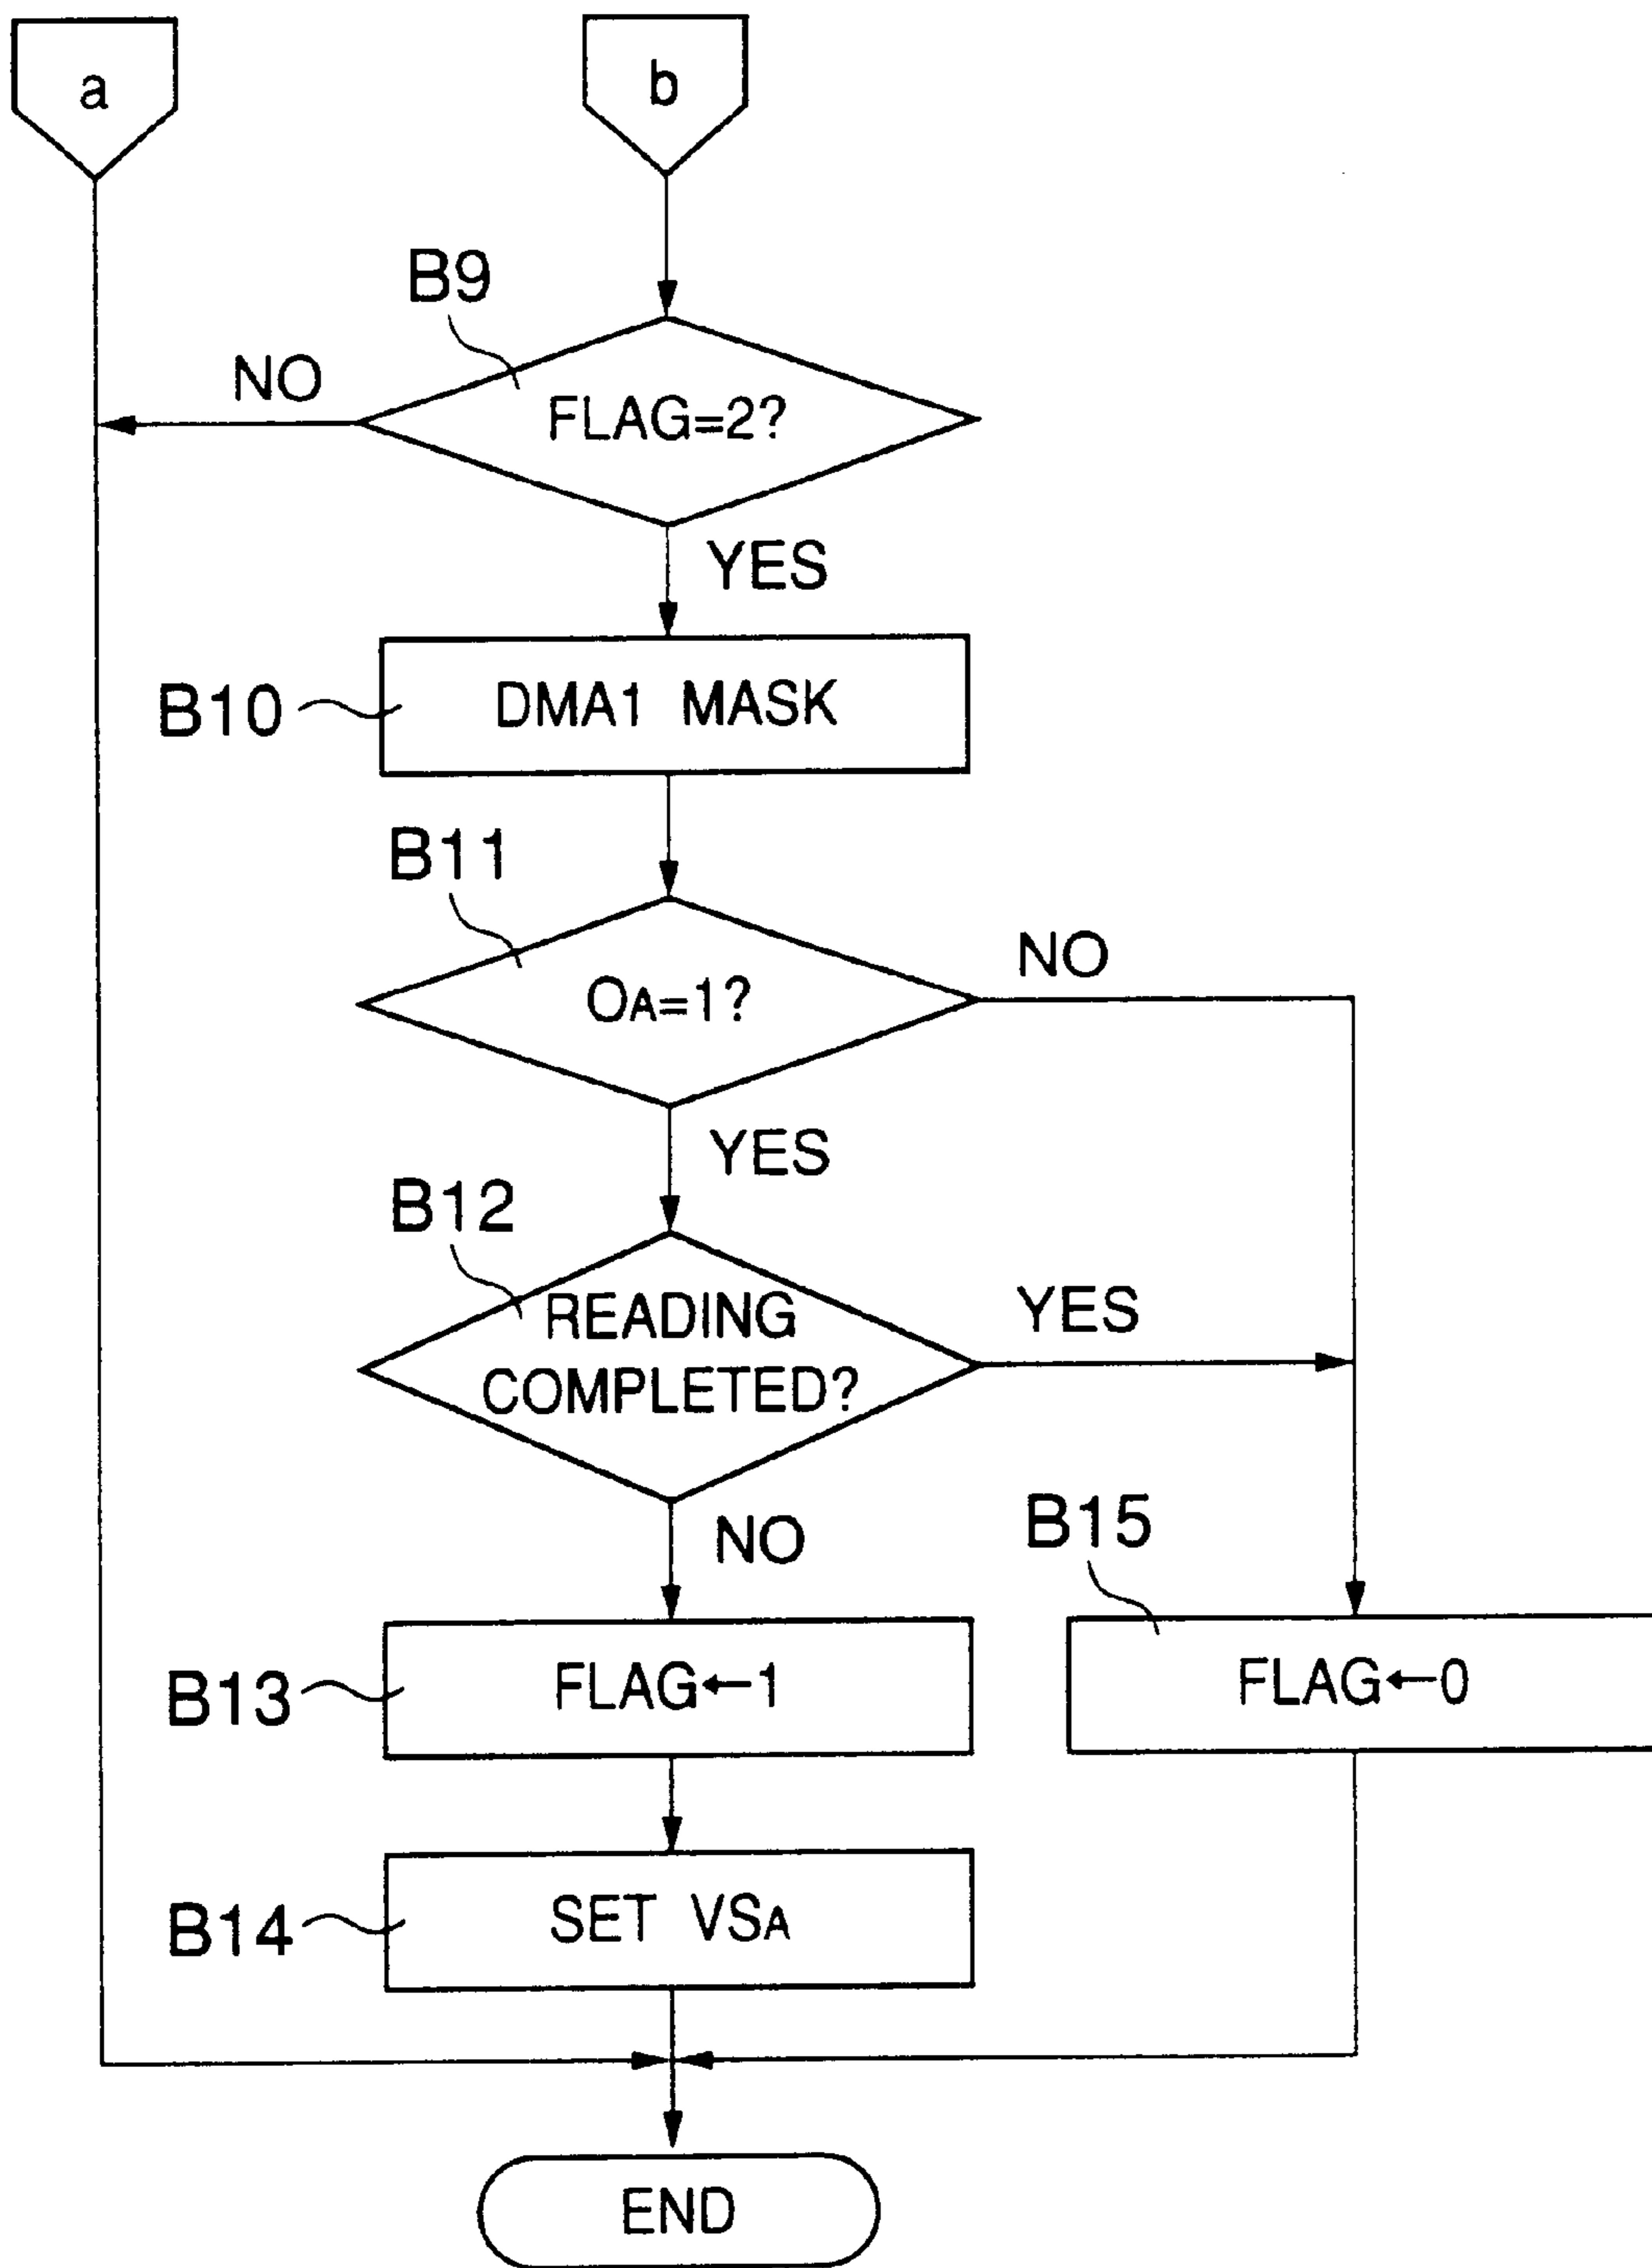 a
b
B9
NO
FLAG=2?
YES
B10
DMA1 MASK
B11
NO
OA=1?
YES
B12
READING
COMPLETED?
YES
NO
B15
B13
FLAG←1
FLAG←0
B14
SET VSA
END